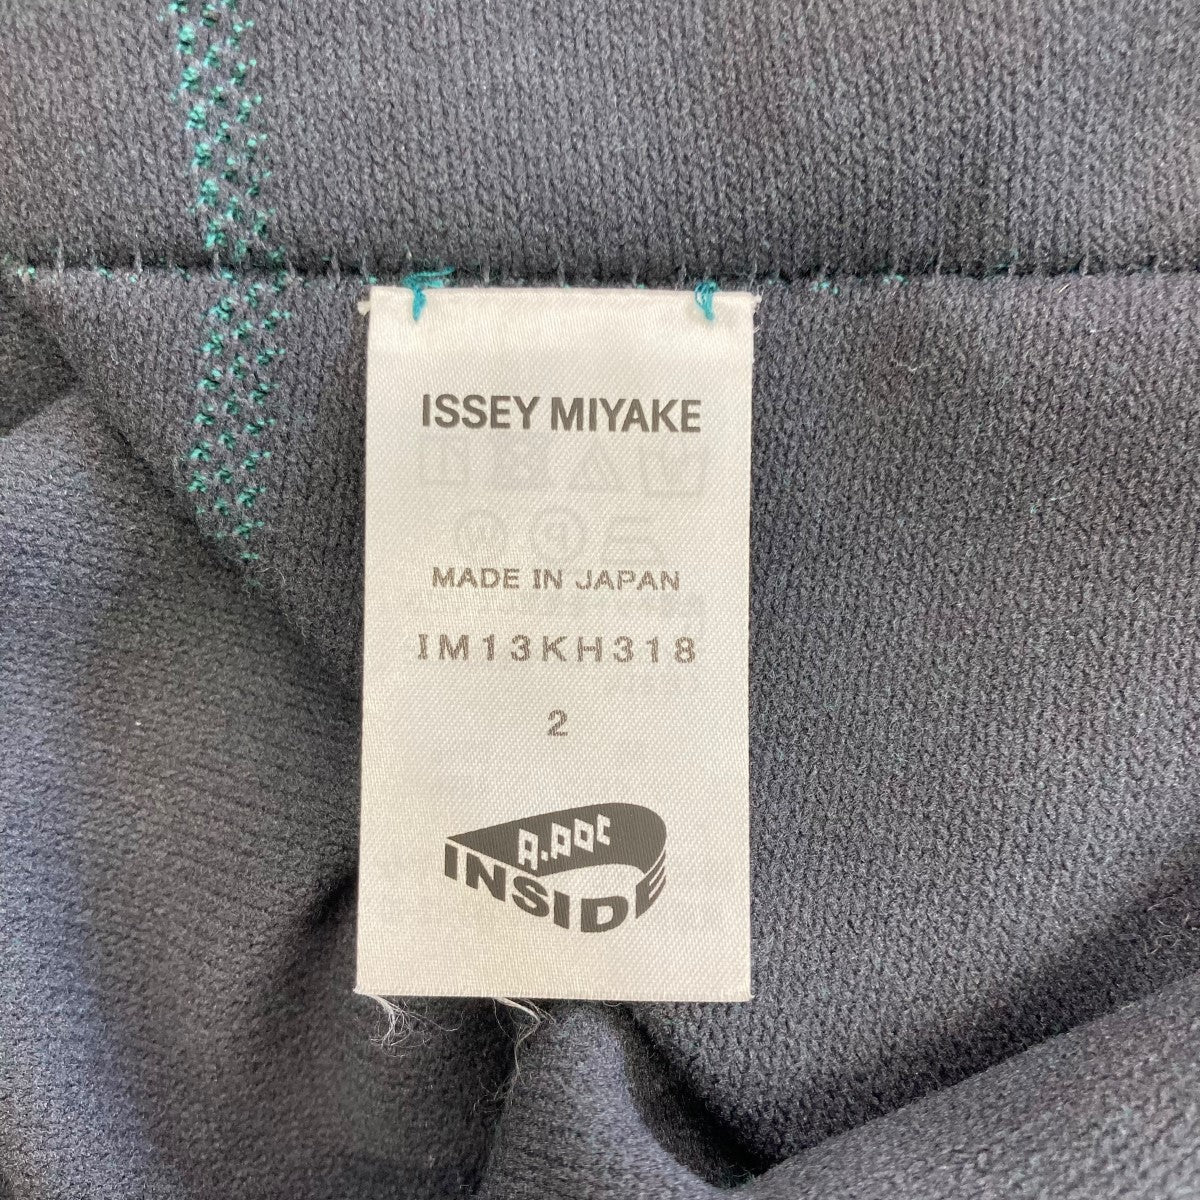 ISSEY MIYAKE
MADE IN JAPAN
IM13KH318
2
A.POC
INSIDE